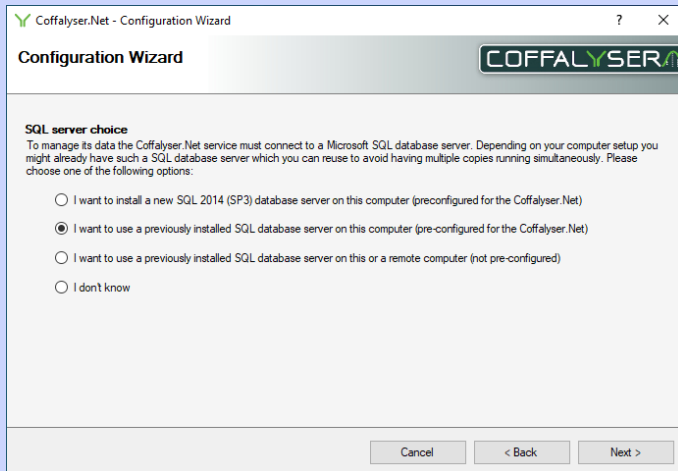 Coffalyser.Net - Configuration Wizard
Configuration Wizard
COFFALYSER
SQL server choice
To manage its data the Coffalyser.Net service must connect to a Microsoft SQL database server. Depending on your computer setup you
might already have such a SQL database server which you can reuse to avoid having multiple copies running simultaneously. Please
choose one of the following options:
I want to install a new SQL 2014 (SP3) database server on this computer (preconfigured for the Coffalyser.Net)
I want to use a previously installed SQL database server on this computer (pre-configured for the Coffalyser.Net)
I want to use a previously installed SQL database server on this or a remote computer (not pre-configured)
I don't know
Cancel
< Back
Next >